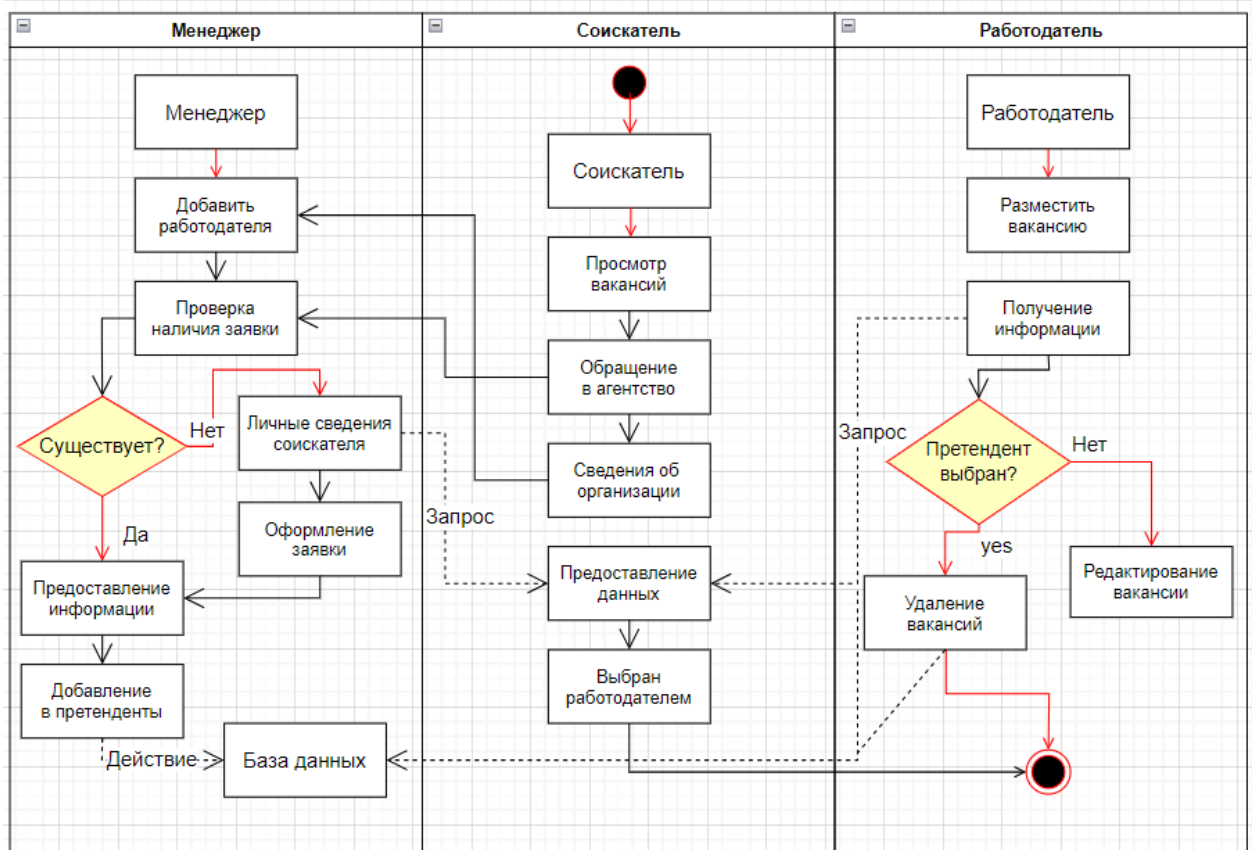 Менеджер
Соискатель
Работодатель
Менеджер
Добавить
работодателя
Проверка
наличия заявки
Существует?
Нет
Личные сведения
соискателя
Оформление
заявки
Да
Предоставление
информации
Добавление
в претенденты
Действие
База данных
Соискатель
Просмотр
вакансий
Обращение
в агентство
Сведения об
организации
Запрос
Предоставление
данных
Выбран
работодателем
Работодатель
Разместить
вакансию
Получение
информации
Запрос
Претендент
выбран?
Нет
yes
Редактирование
вакансии
Удаление
вакансий